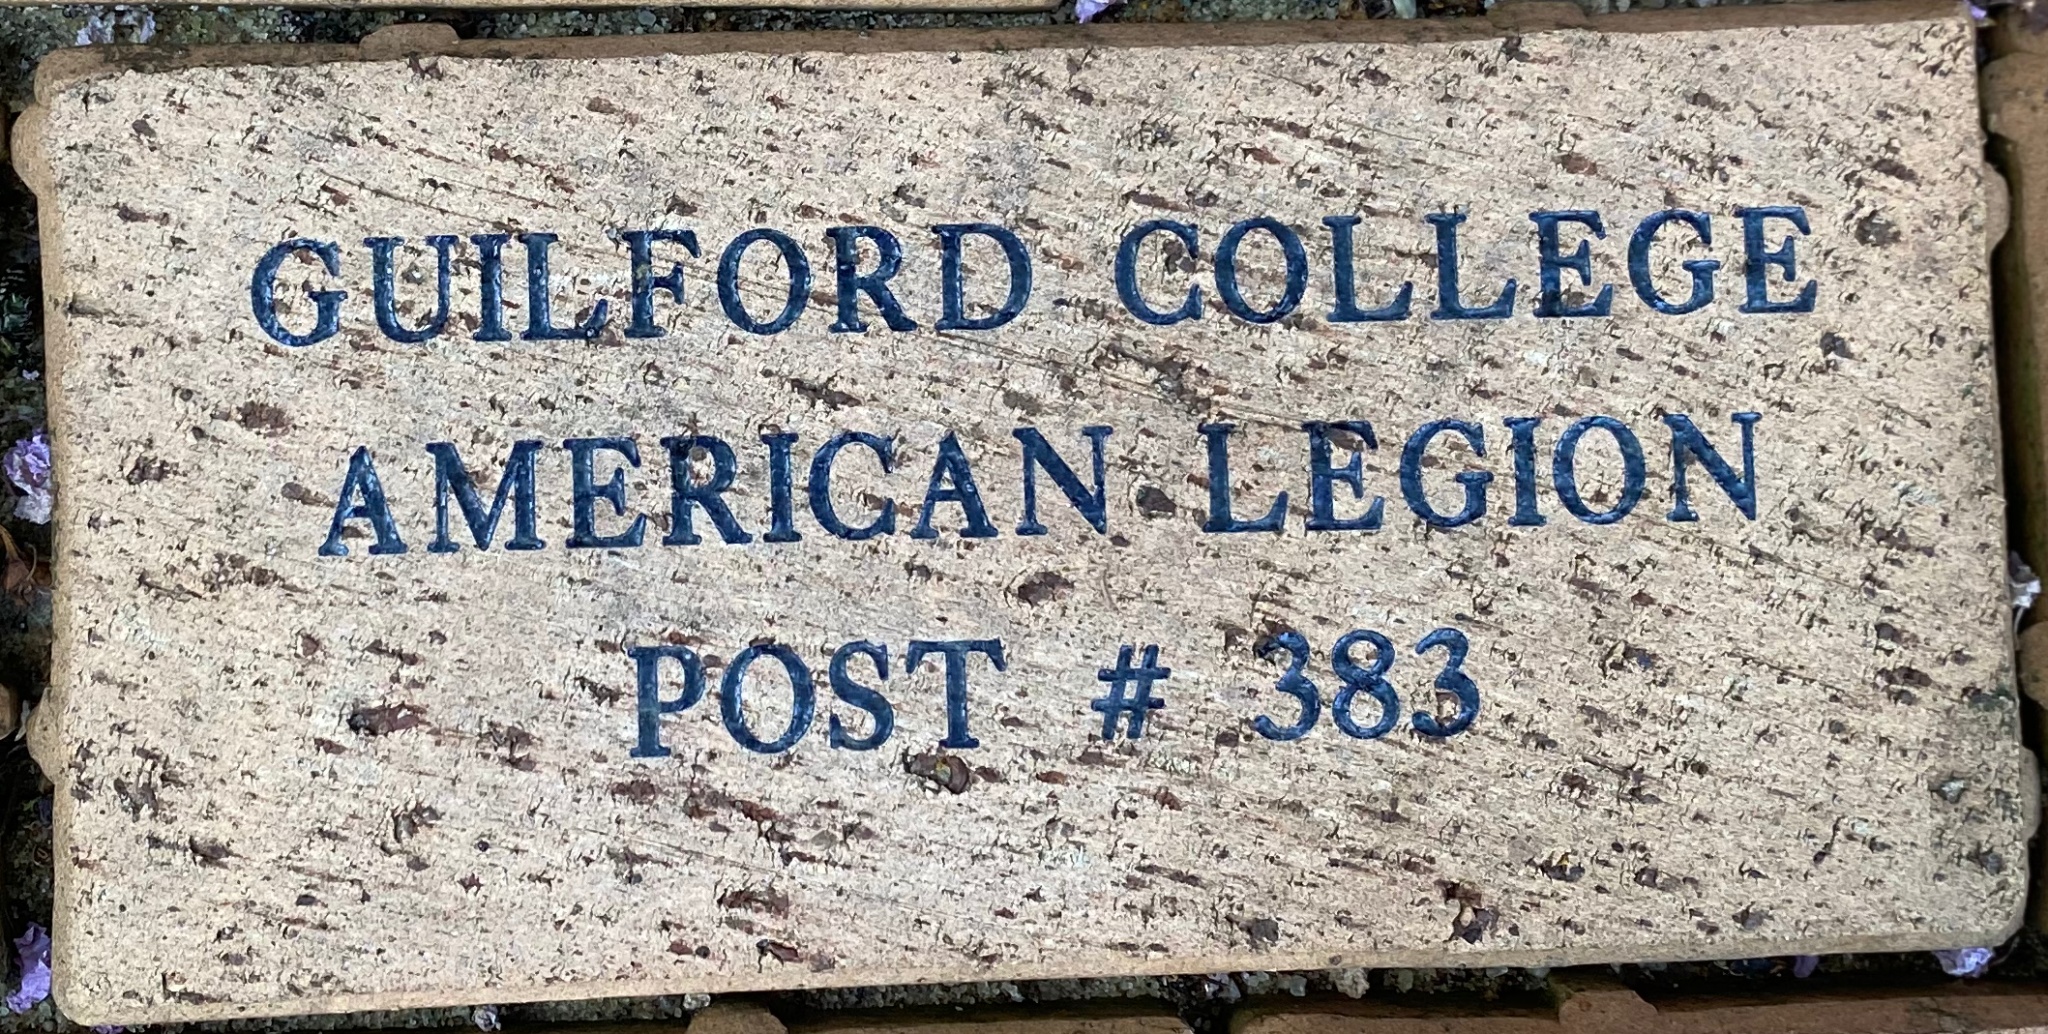 GUILFORD COLLEGE
AMERICAN LEGION
POST # 383